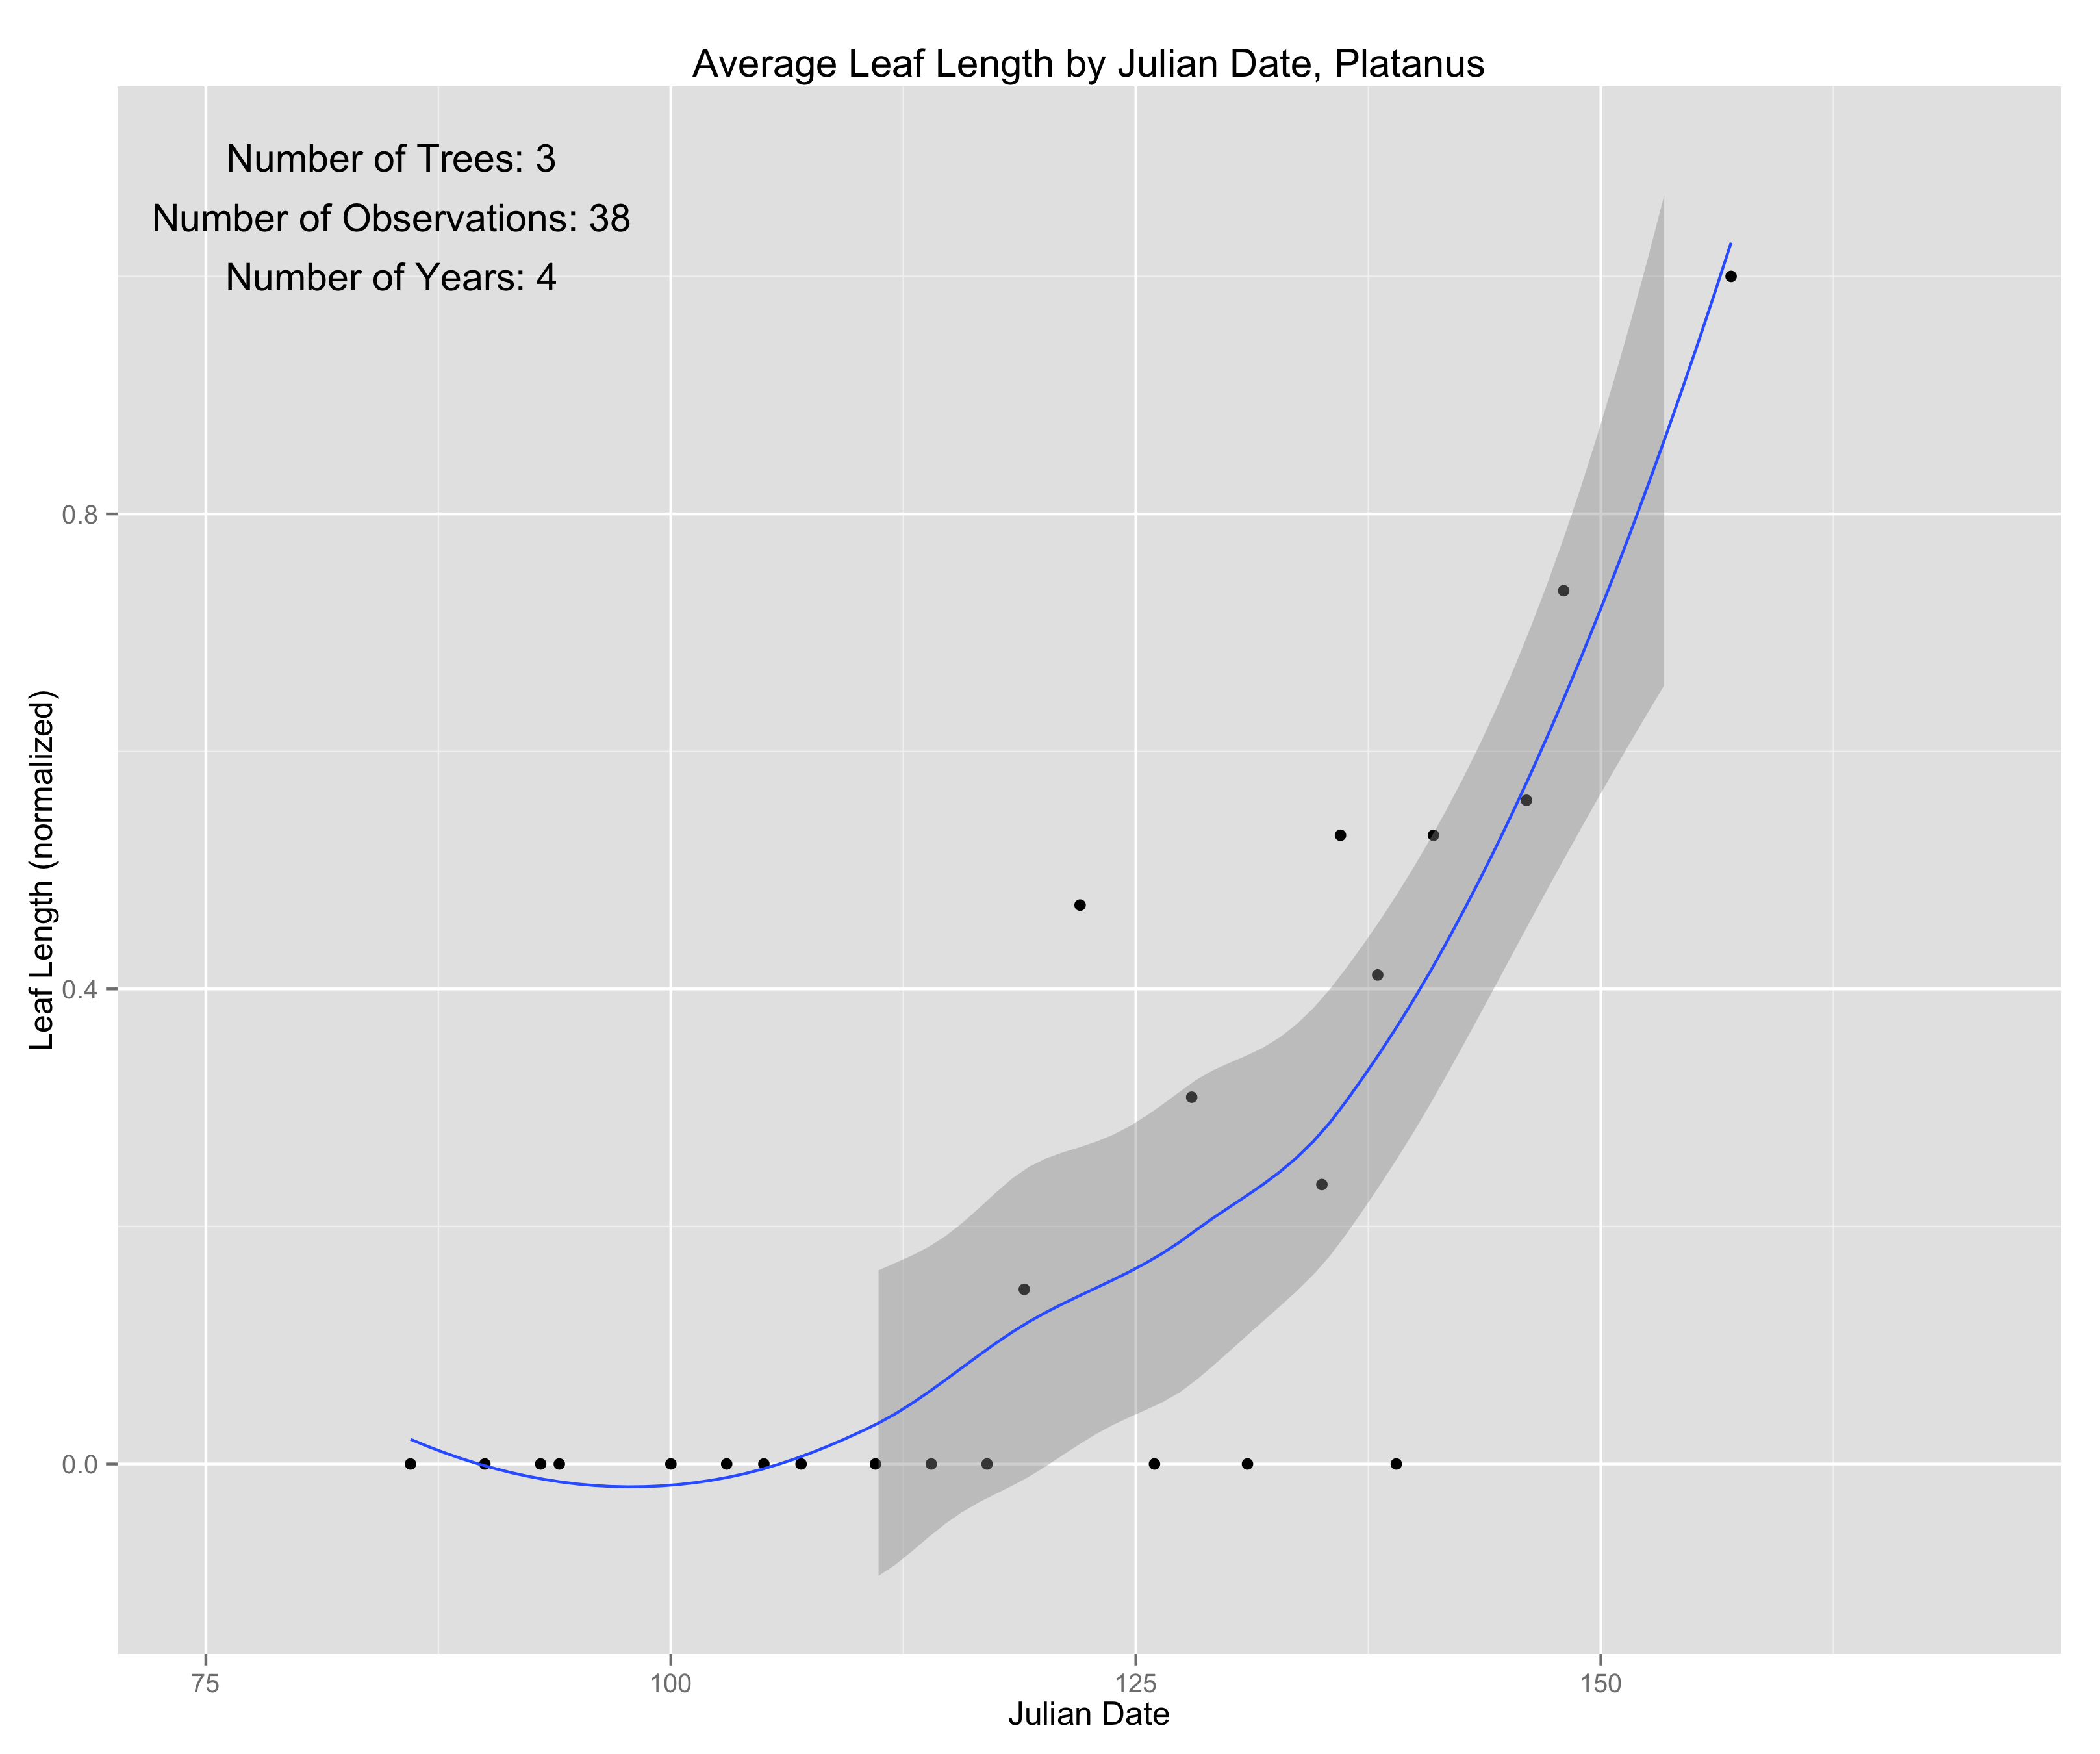 Average Leaf Length by Julian Date, Platanus
Number of Trees: 3
Number of Observations: 38
Number of Years: 4
Leaf Length (normalized)
0.8
0.4
0.0
75 100 125 150
Julian Date